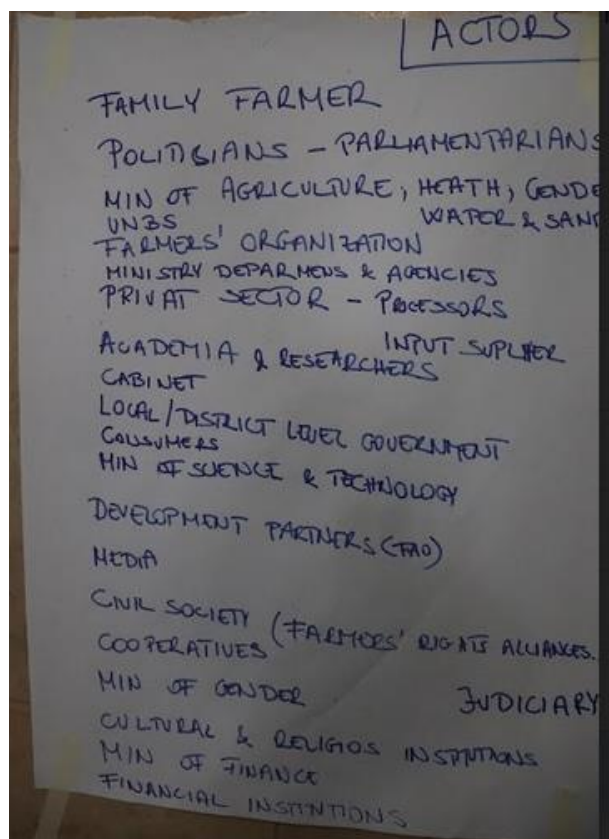 ACTORS
FAMILY FARMER
POLITICIANS - PARLIAMENTARIANS
MIN OF AGRICULTURE, HEATH, GENDE
UNBS WATER & SANI
FARMERS' ORGANIZATION
MINISTRY DEPARMENS & AGENCIES
PRIVAT SECTOR - PROCESSORS
INPUT SUPLIER
ACADEMIA & RESEARCHERS
CABINET
LOCAL/DISTRICT LEVEL GOVERNMENT
CONSUMERS
MIN OF SCIENCE & TECHNOLOGY
DEVELOPMENT PARTNERS (FAO)
MEDIA
CIVIL SOCIETY (FARMERS' RIGHTS ALLIANCES.
COOPERATIVES
MIN OF GENDER JUDICIARY
CULTURAL & RELIGIOS INSTITUTIONS
MIN OF FINANCE
FINANCIAL INSTITUTIONS